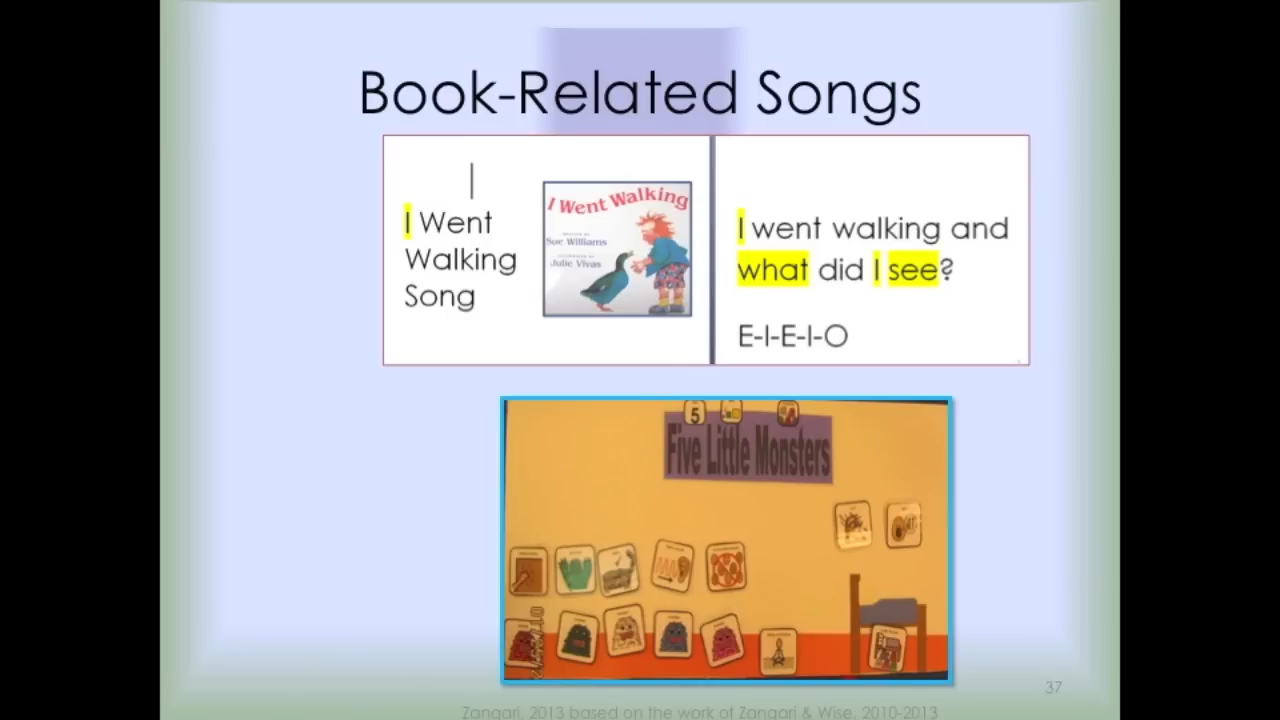 Book-Related Songs
I Went
Walking
Song
I Went Walking
Sue Williams
Julie Vivas
I went walking and
what did I see?
E-I-E-I-O
5
Five Little Monsters
37
Zangari, 2013 based on the work of Zangari & Wise, 2010-2013